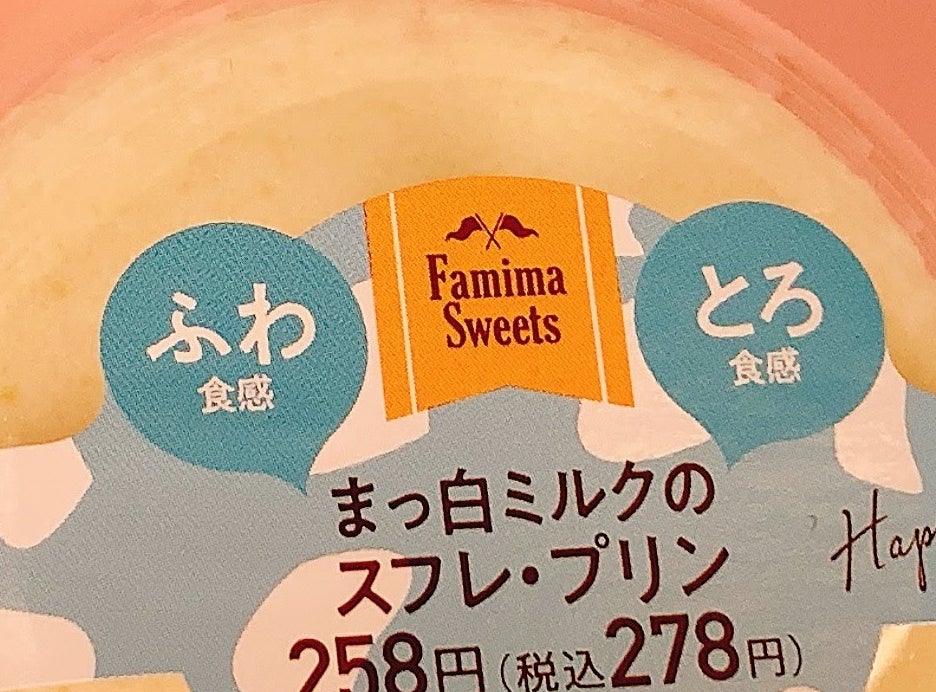 Famima
Sweets
ふわ
食感
とろ
食感
まっ白ミルクの
スフレ・プリン
258円(税込278円)
Hap